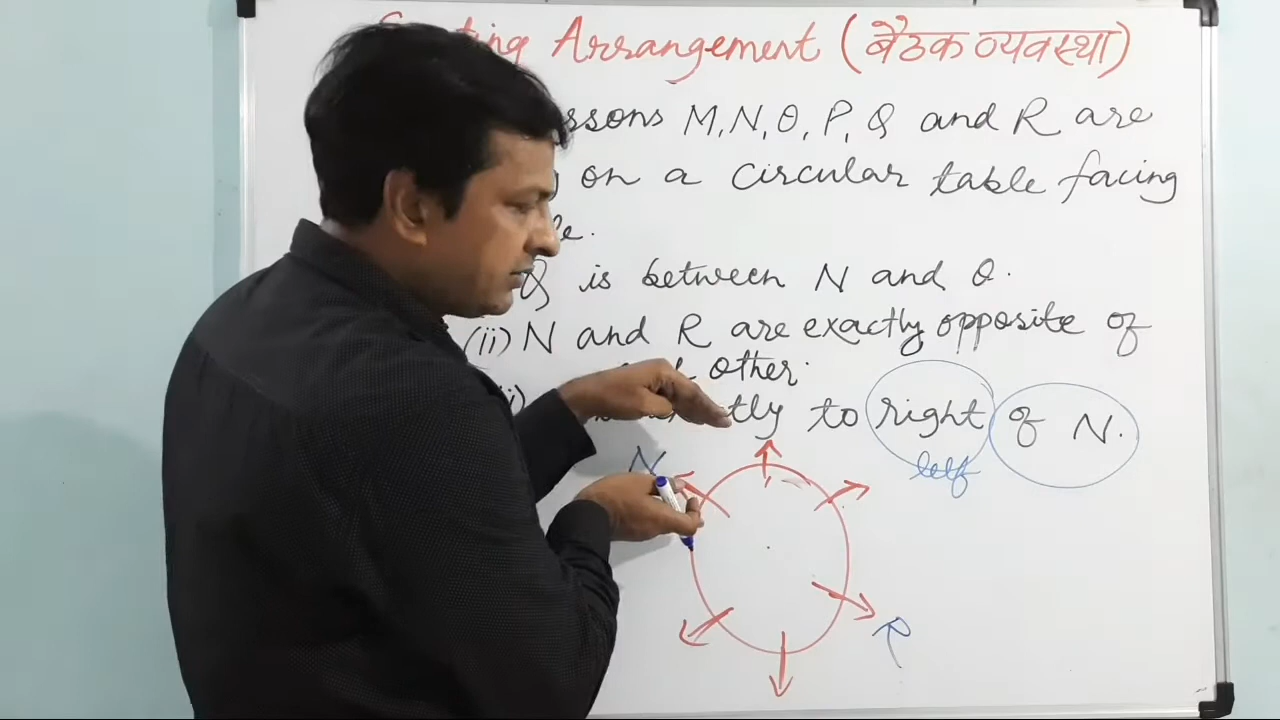 Arrangement (बैठक व्यवस्था)
M, N, O, P, Q and R are
on a circular table facing
Q is between N and O.
(ii) N and R are exactly opposite of
other.
to right of N.
left
N
R